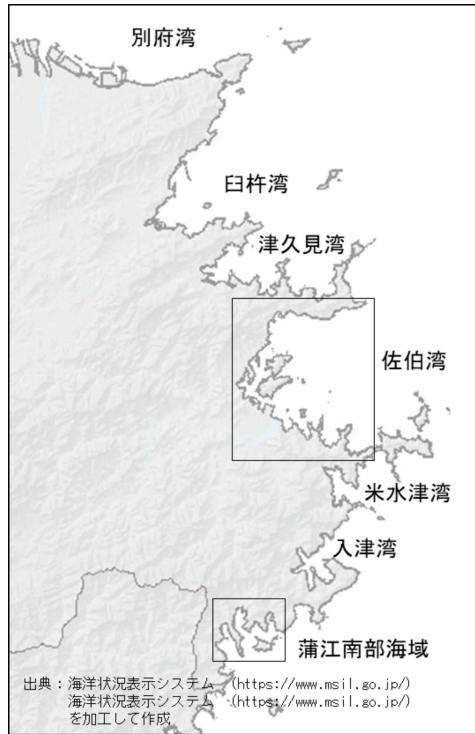 別府湾
臼杵湾
津久見湾
佐伯湾
米水津湾
入津湾
蒲江南部海域
出典：海洋状況表示システム （https://www.msil.go.jp/)
海洋状況表示システム （https://www.msil.go.jp/)
を加工して作成